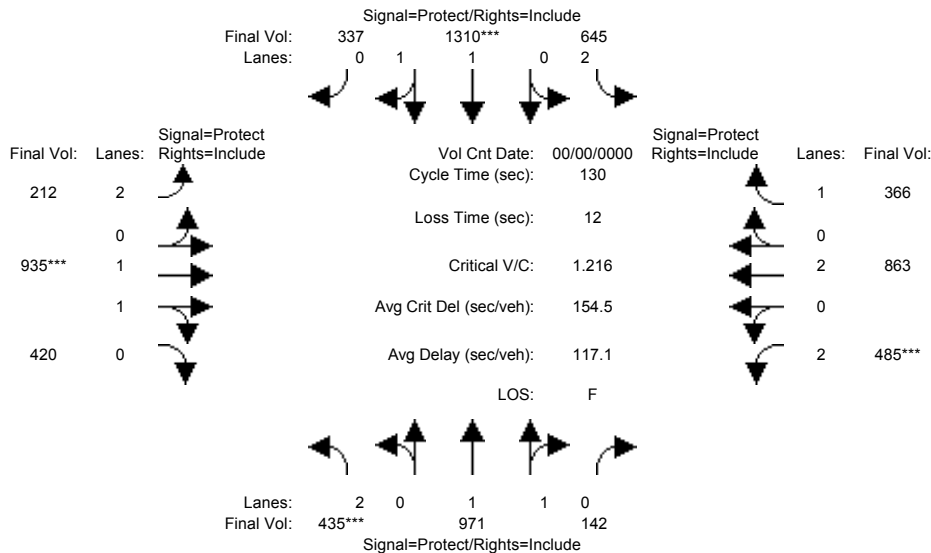 Signal=Protect/Rights=Include
Final Vol: 337 1310*** 645
Lanes: 0 1 1 0 2
Signal=Protect Signal=Protect
Final Vol: Lanes: Rights=Include Vol Cnt Date: 00/00/0000 Rights=Include Lanes: Final Vol:
Cycle Time (sec): 130
212 2 1 366
Loss Time (sec): 12
0 0
935*** 1 Critical V/C: 1.216 2 863
1 Avg Crit Del (sec/veh): 154.5 0
420 0 Avg Delay (sec/veh): 117.1 2 485***
LOS: F
Lanes: 2 0 1 1 0
Final Vol: 435*** 971 142
Signal=Protect/Rights=Include